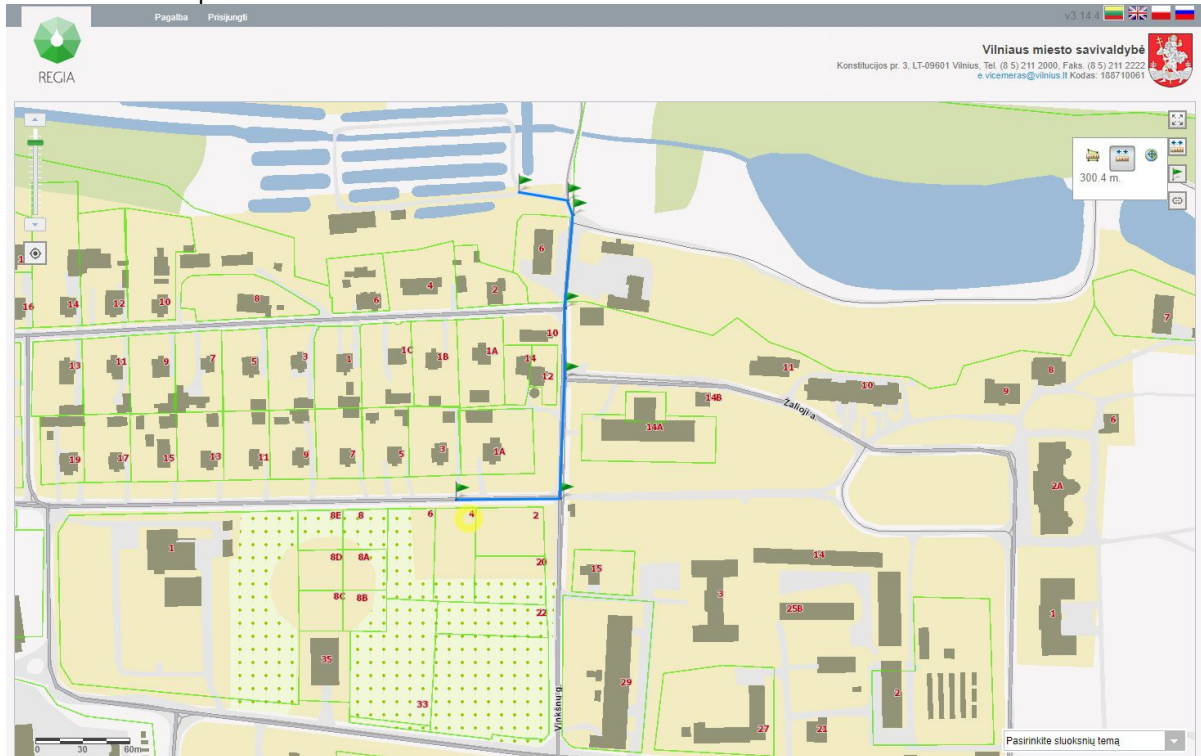 Pagalba Prisijungti
v3.14.4
REGIA
Vilniaus miesto savivaldybė
Konstitucijos pr. 3, LT-09601 Vilnius, Tel. (8 5) 211 2000, Faks. (8 5) 211 2222
e.vicemeras@vilnius.lt Kodas: 188710061
300.4 m.
6
4
2
6
8
10
12
14
16
7
10
13
11
9
7
5
3
1
1C
1B
1A
14
12
11
10
9
8
6
14B
14A
Žalioji a.
19
17
15
13
11
9
7
5
3
1A
2A
8E
8
6
4
2
1
8D
8A
20
15
14
3
8C
8B
22
25B
1
35
29
2
33
27
21
Vinkšnų g.
0 30 60m
Pasirinkite sluoksnių temą